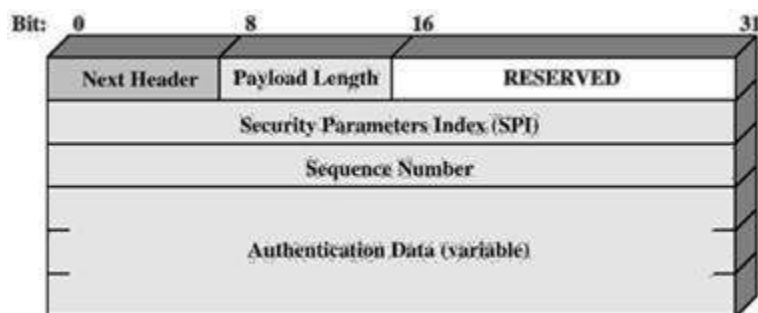 Bit: 0 8 16 31
Next Header Payload Length RESERVED
Security Parameters Index (SPI)
Sequence Number
Authentication Data (variable)